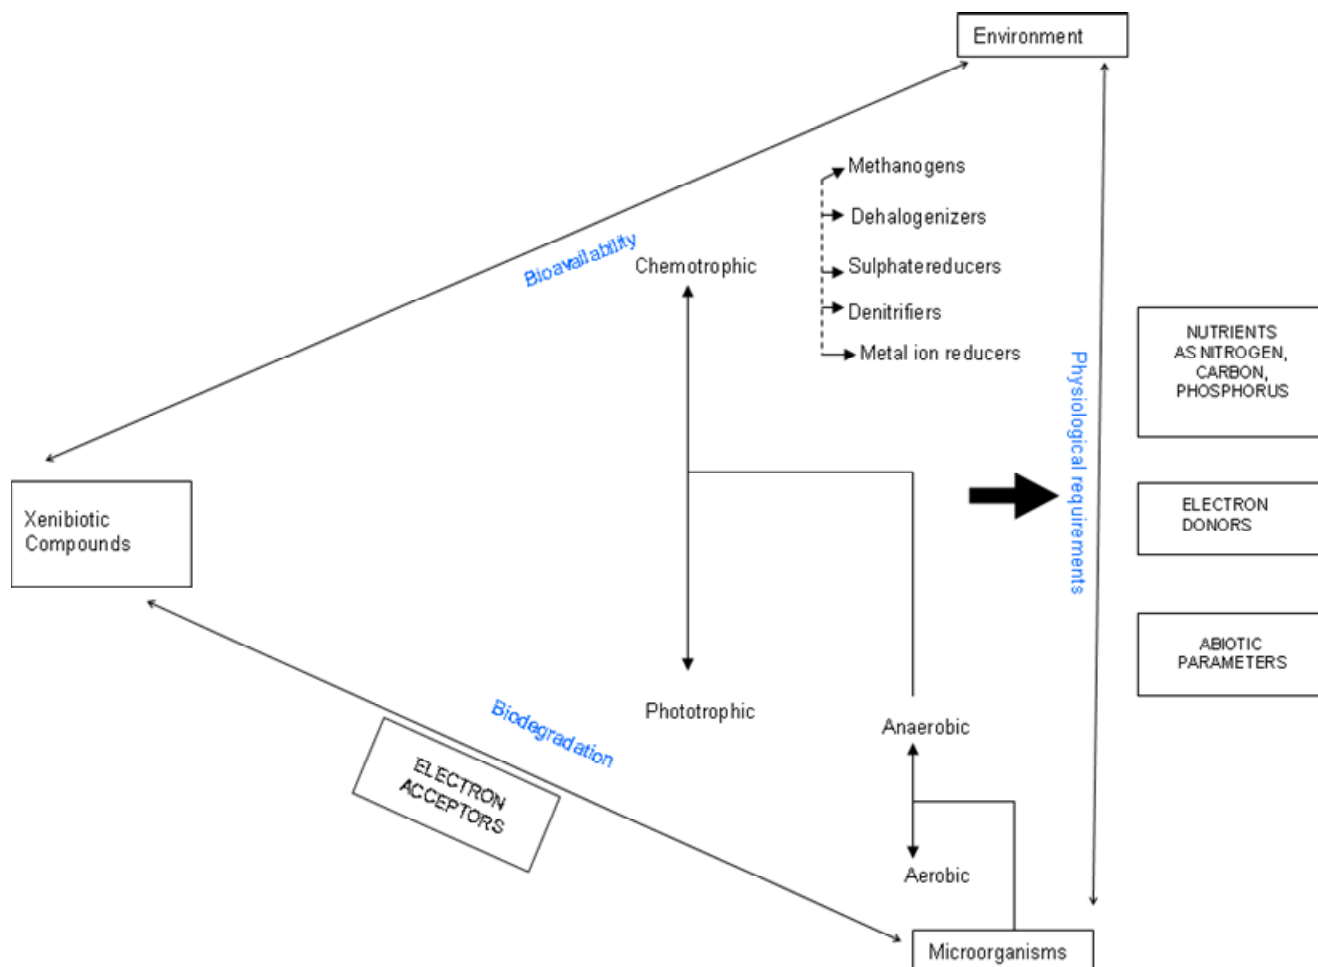 Environment
Methanogens
Dehalogenizers
Bioavailability
Chemotrophic
Sulphatereducers
Denitrifiers
Metal ion reducers
NUTRIENTS
AS NITROGEN,
CARBON,
PHOSPHORUS
Physiological requirements
Xenibiotic
Compounds
ELECTRON
DONORS
ABIOTIC
PARAMETERS
Phototrophic
Biodegradation
Anaerobic
ELECTRON
ACCEPTORS
Aerobic
Microorganisms